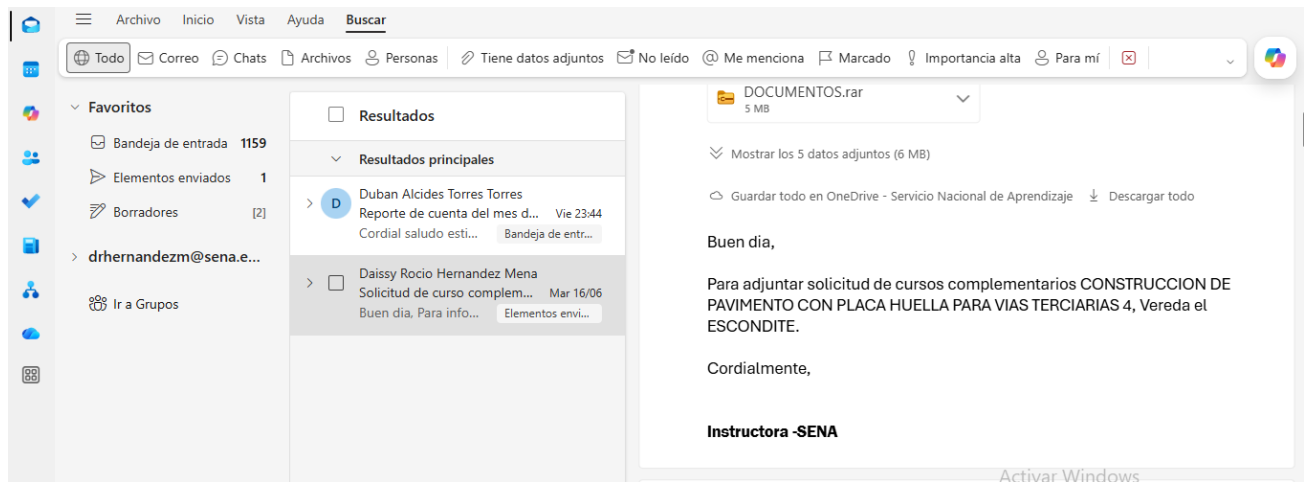 Archivo Inicio Vista Ayuda Buscar
Todo Correo Chats Archivos Personas Tiene datos adjuntos No leído Me menciona Marcado Importancia alta Para mí
Favoritos
Bandeja de entrada 1159
Elementos enviados 1
Borradores [2]
drhernandezm@sena.e...
Ir a Grupos
Resultados
Resultados principales
D
Duban Alcides Torres Torres
Reporte de cuenta del mes d... Vie 23:44
Cordial saludo esti... Bandeja de entr...
Daissy Rocio Hernandez Mena
Solicitud de curso complem... Mar 16/06
Buen dia, Para info... Elementos envi...
DOCUMENTOS.rar
5 MB
Mostrar los 5 datos adjuntos (6 MB)
Guardar todo en OneDrive - Servicio Nacional de Aprendizaje Descargar todo
Buen dia,
Para adjuntar solicitud de cursos complementarios CONSTRUCCION DE
PAVIMENTO CON PLACA HUELLA PARA VIAS TERCIARIAS 4, Vereda el
ESCONDITE.
Cordialmente,
Instructora -SENA
Activar Windows